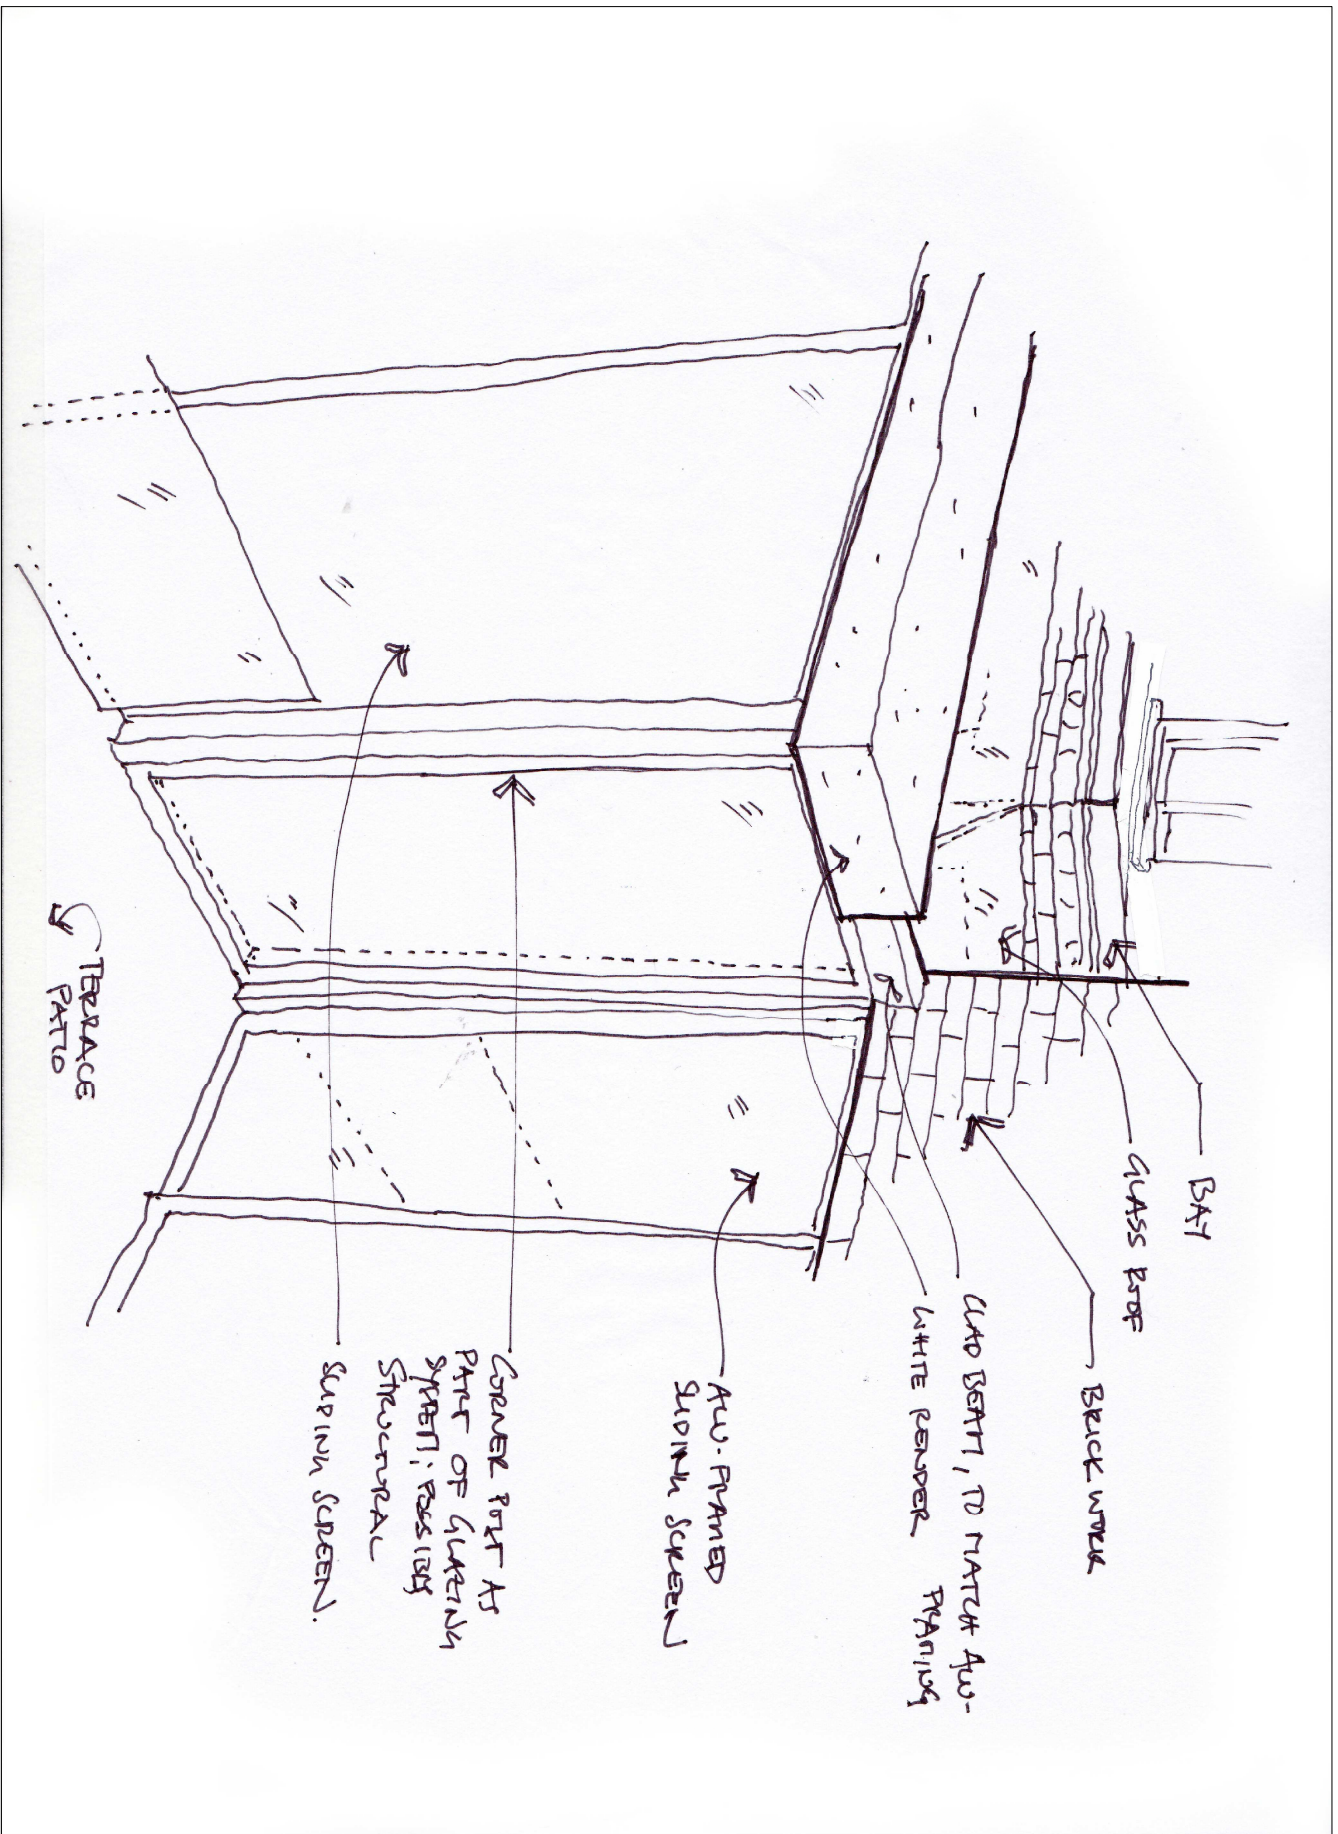 BAY
GLASS ROOF
BRICKWORK
CLAD BEAM, TO MATCH ALU-
FRAMING
WHITE RENDER
ALU-FRAMED
SLIDING SCREEN
CORNER POST AS
PART OF GLAZING
SYSTEM; POSSIBLY
STRUCTURAL
SLIDING SCREEN.
TERRACE
PATIO